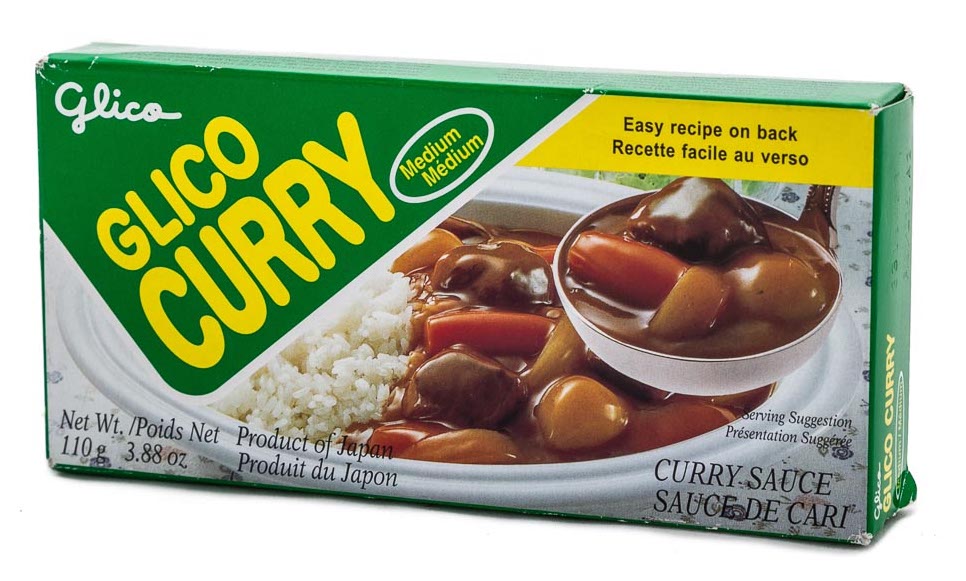 Glico
GLICO
CURRY
Medium
Médium
Easy recipe on back
Recette facile au verso
Net Wt. /Poids Net
110 g 3.88 oz
Product of Japan
Produit du Japon
Serving Suggestion
Présentation Suggérée
CURRY SAUCE
SAUCE DE CARI
Glico
GLICO CURRY
Medium / Médium